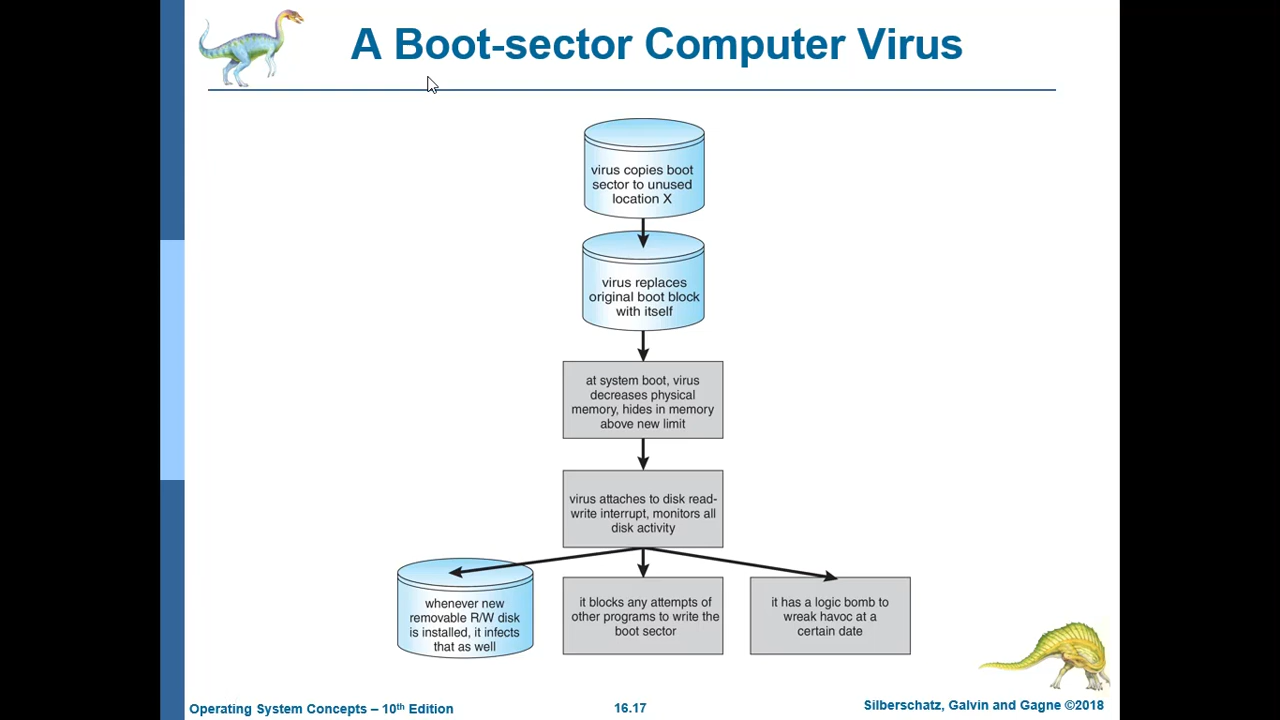 A Boot-sector Computer Virus
virus copies boot
sector to unused
location X
virus replaces
original boot block
with itself
at system boot, virus
decreases physical
memory, hides in memory
above new limit
virus attaches to disk read-
write interrupt, monitors all
disk activity
whenever new
removable R/W disk
is installed, it infects
that as well
it blocks any attempts of
other programs to write the
boot sector
it has a logic bomb to
wreak havoc at a
certain date
Operating System Concepts – 10th Edition
16.17
Silberschatz, Galvin and Gagne ©2018